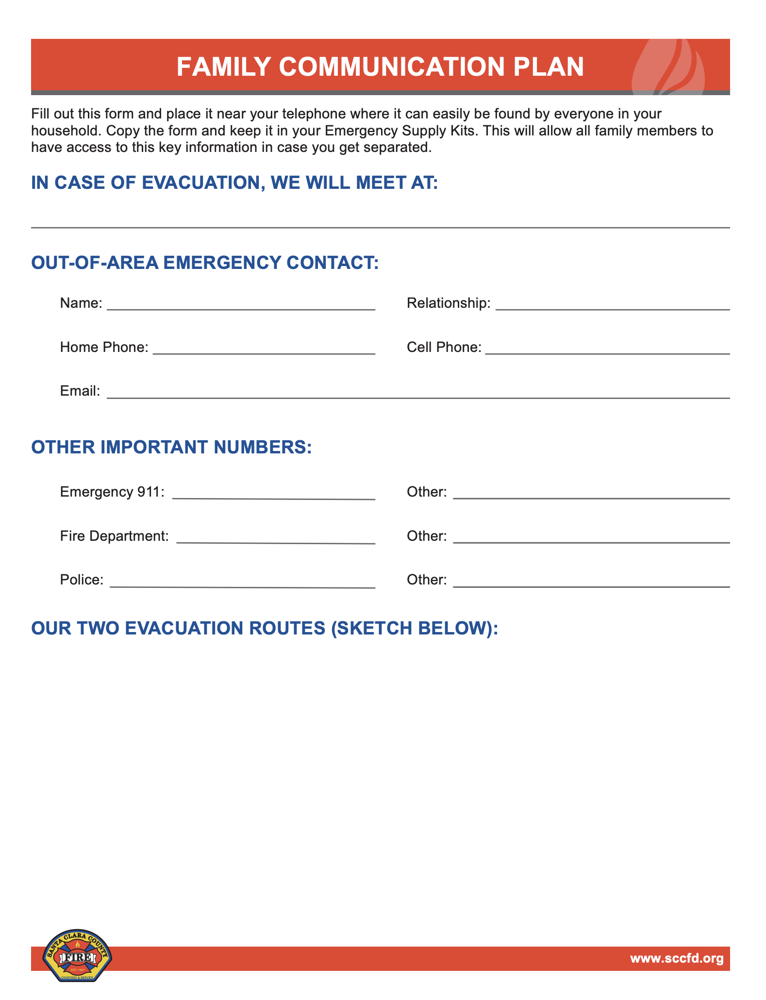 FAMILY COMMUNICATION PLAN
Fill out this form and place it near your telephone where it can easily be found by everyone in your
household. Copy the form and keep it in your Emergency Supply Kits. This will allow all family members to
have access to this key information in case you get separated.
IN CASE OF EVACUATION, WE WILL MEET AT:
OUT-OF-AREA EMERGENCY CONTACT:
Name: Relationship:
Home Phone: Cell Phone:
Email:
OTHER IMPORTANT NUMBERS:
Emergency 911: Other:
Fire Department: Other:
Police: Other:
OUR TWO EVACUATION ROUTES (SKETCH BELOW):
SANTA CLARA COUNTY
FIRE
EST. 1947
COURTESY & SERVICE
www.sccfd.org